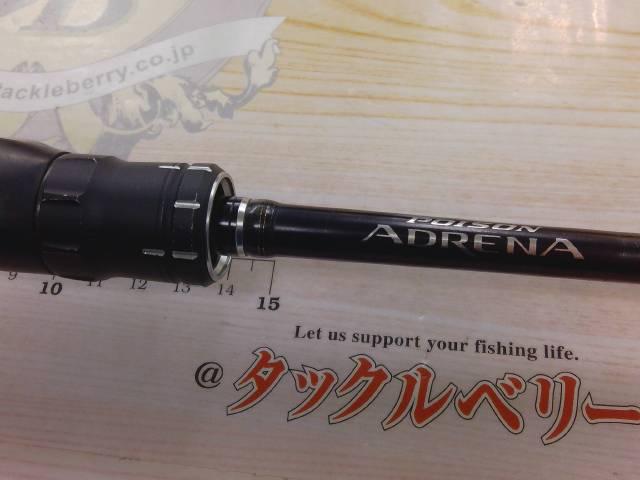 D
tackleberry.co.jp
POISON
ADRENA
9 10 11 12 13 14 15
Let us support your fishing life.
@タックルベリー